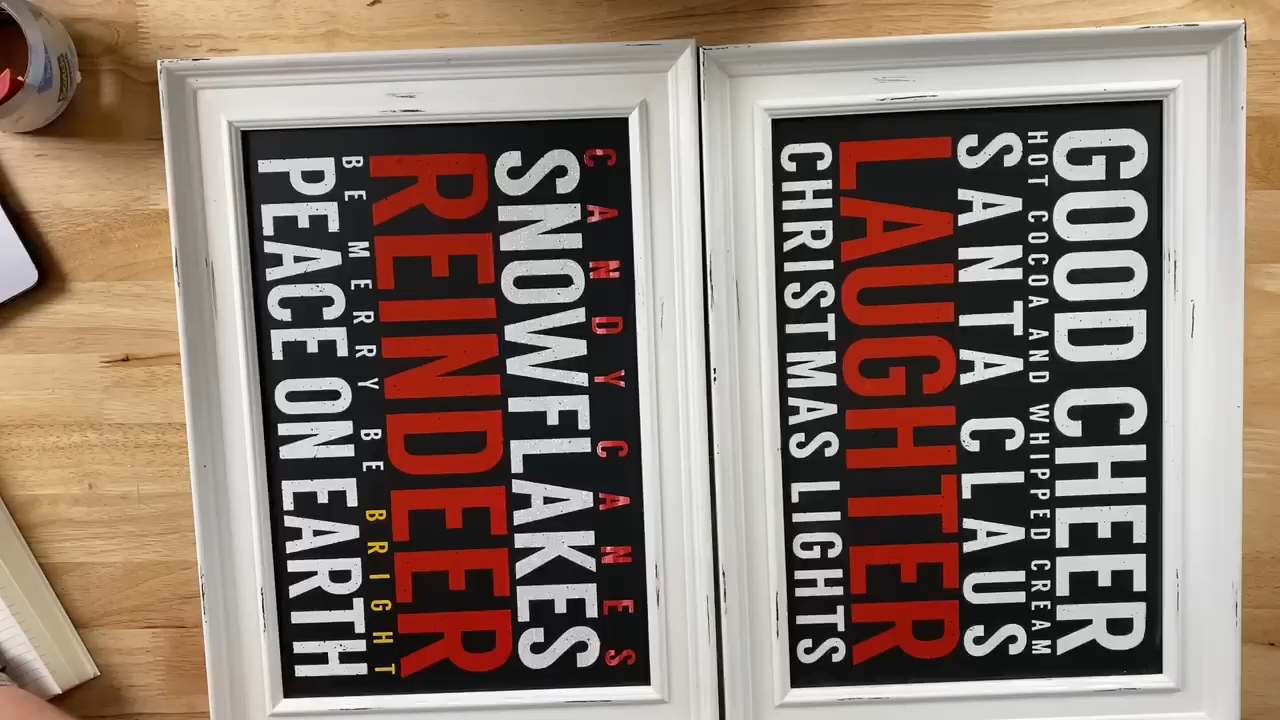 GOOD CHEER
HOT COCOA AND WHIPPED CREAM
SANTA CLAUS
LAUGHTER
CHRISTMAS LIGHTS
CANDY CANES
SNOWFLAKES
REINDEER
BE MERRY BE BRIGHT
PEACE ON EARTH